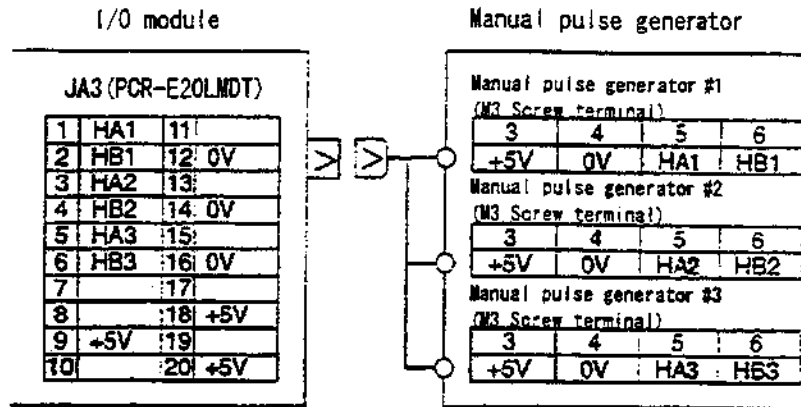 I/O module
Manual pulse generator
JA3(PCR-E20LMDT)
1 HA1 11
2 HB1 12 0V
3 HA2 13
4 HB2 14 0V
5 HA3 15
6 HB3 16 0V
7 17
8 18 +5V
9 +5V 19
10 20 +5V
Manual pulse generator #1
(M3 Screw terminal)
3 4 5 6
+5V 0V HA1 HB1
Manual pulse generator #2
(M3 Screw terminal)
3 4 5 6
+5V 0V HA2 HB2
Manual pulse generator #3
(M3 Screw terminal)
3 4 5 6
+5V 0V HA3 HB3